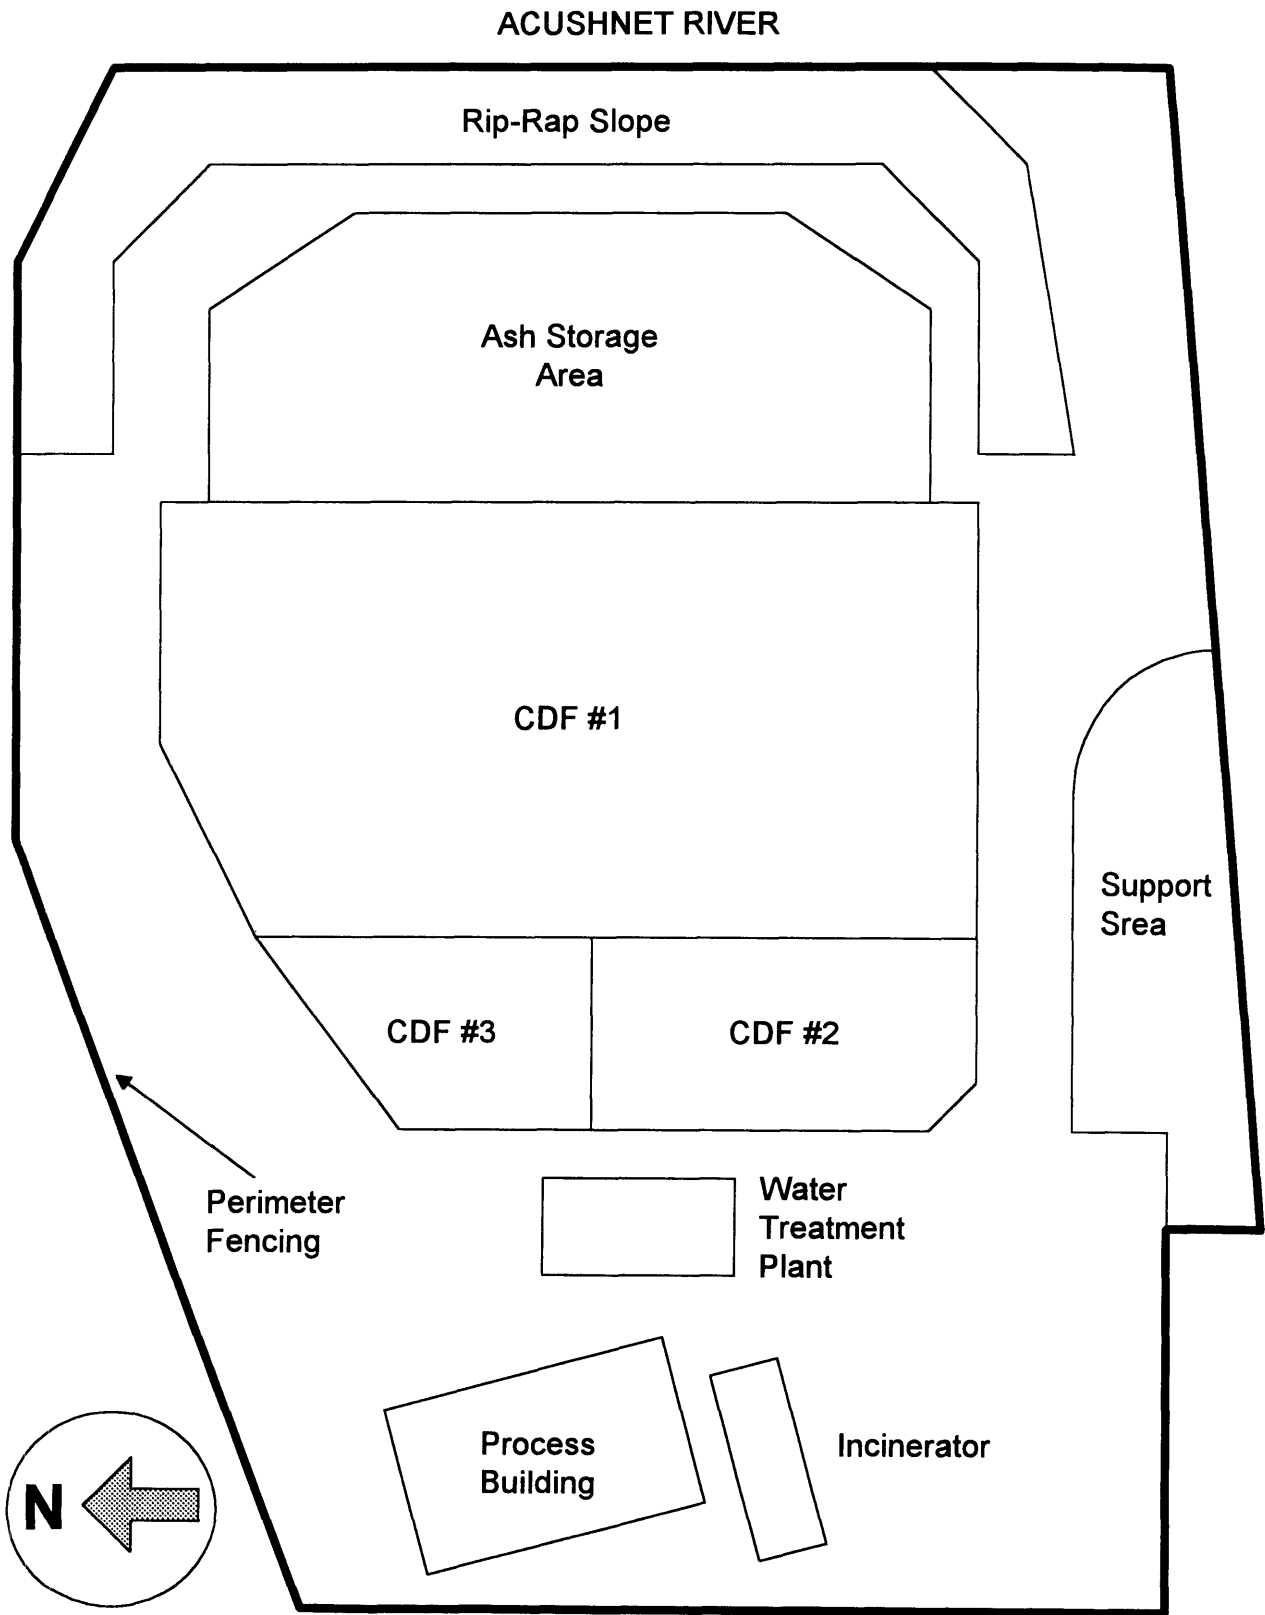 ACUSHNET RIVER
Rip-Rap Slope
Ash Storage
Area
CDF #1
Support
Srea
CDF #3
CDF #2
Perimeter
Fencing
Water
Treatment
Plant
Process
Building
Incinerator
N